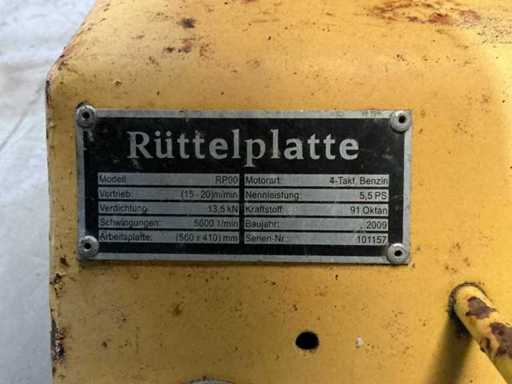 Rüttelplatte
Modell RP00 Motorart: 4-Takt, Benzin
Vortrieb: (15 - 20)m/min Nennleistung: 5,5 PS
Verdichtung: 13,5 kN Kraftstoff: 91 Oktan
Schwingungen: 5600 1/min Baujahr: 2009
Arbeitsplatte: (560 x 410) mm Serien-Nr.: 101157